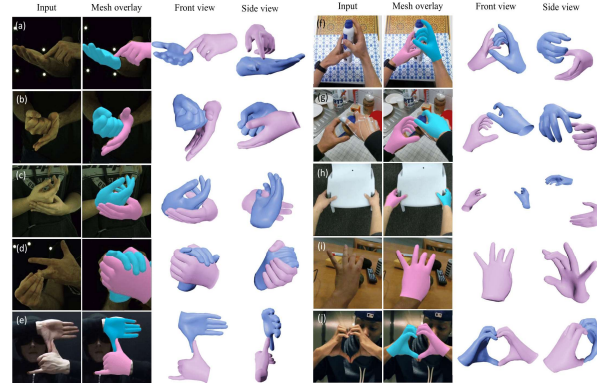 Input Mesh overlay Front view Side view
(a)
(b)
(c)
(d)
(e)
Input Mesh overlay Front view Side view
(f)
(g)
(h)
(i)
(j)